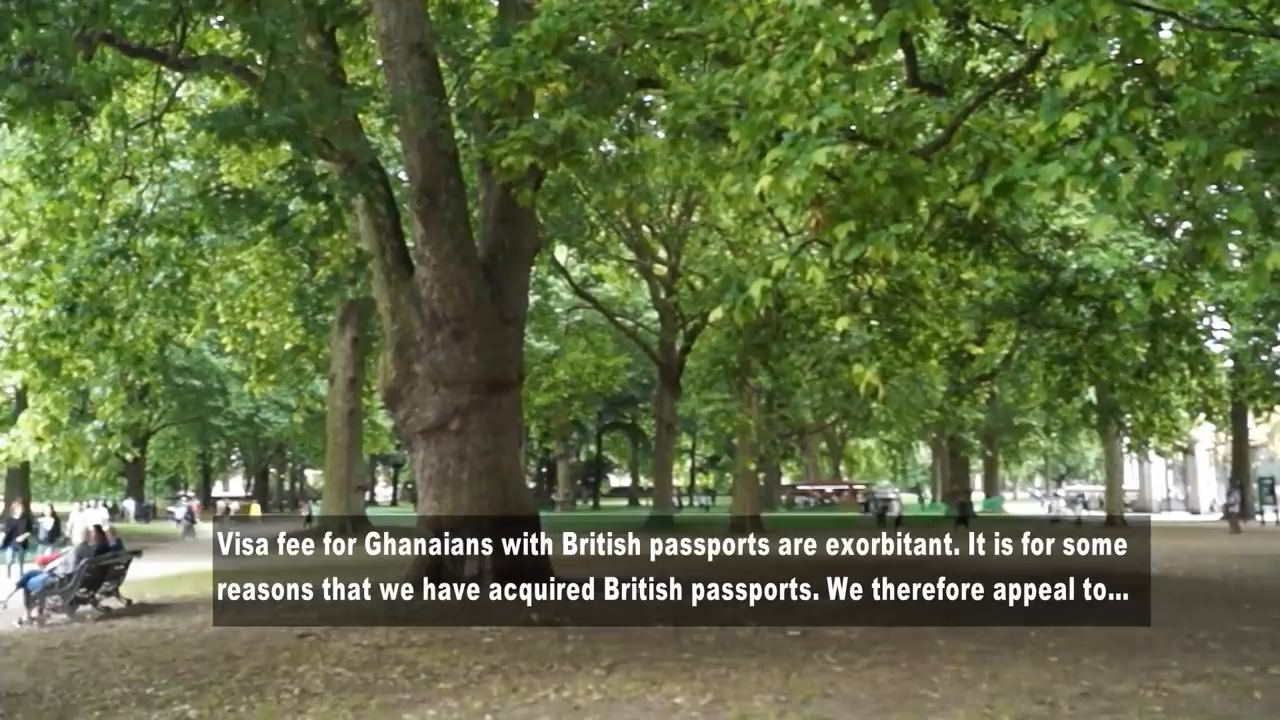 Visa fee for Ghanaians with British passports are exorbitant. It is for some
reasons that we have acquired British passports. We therefore appeal to...